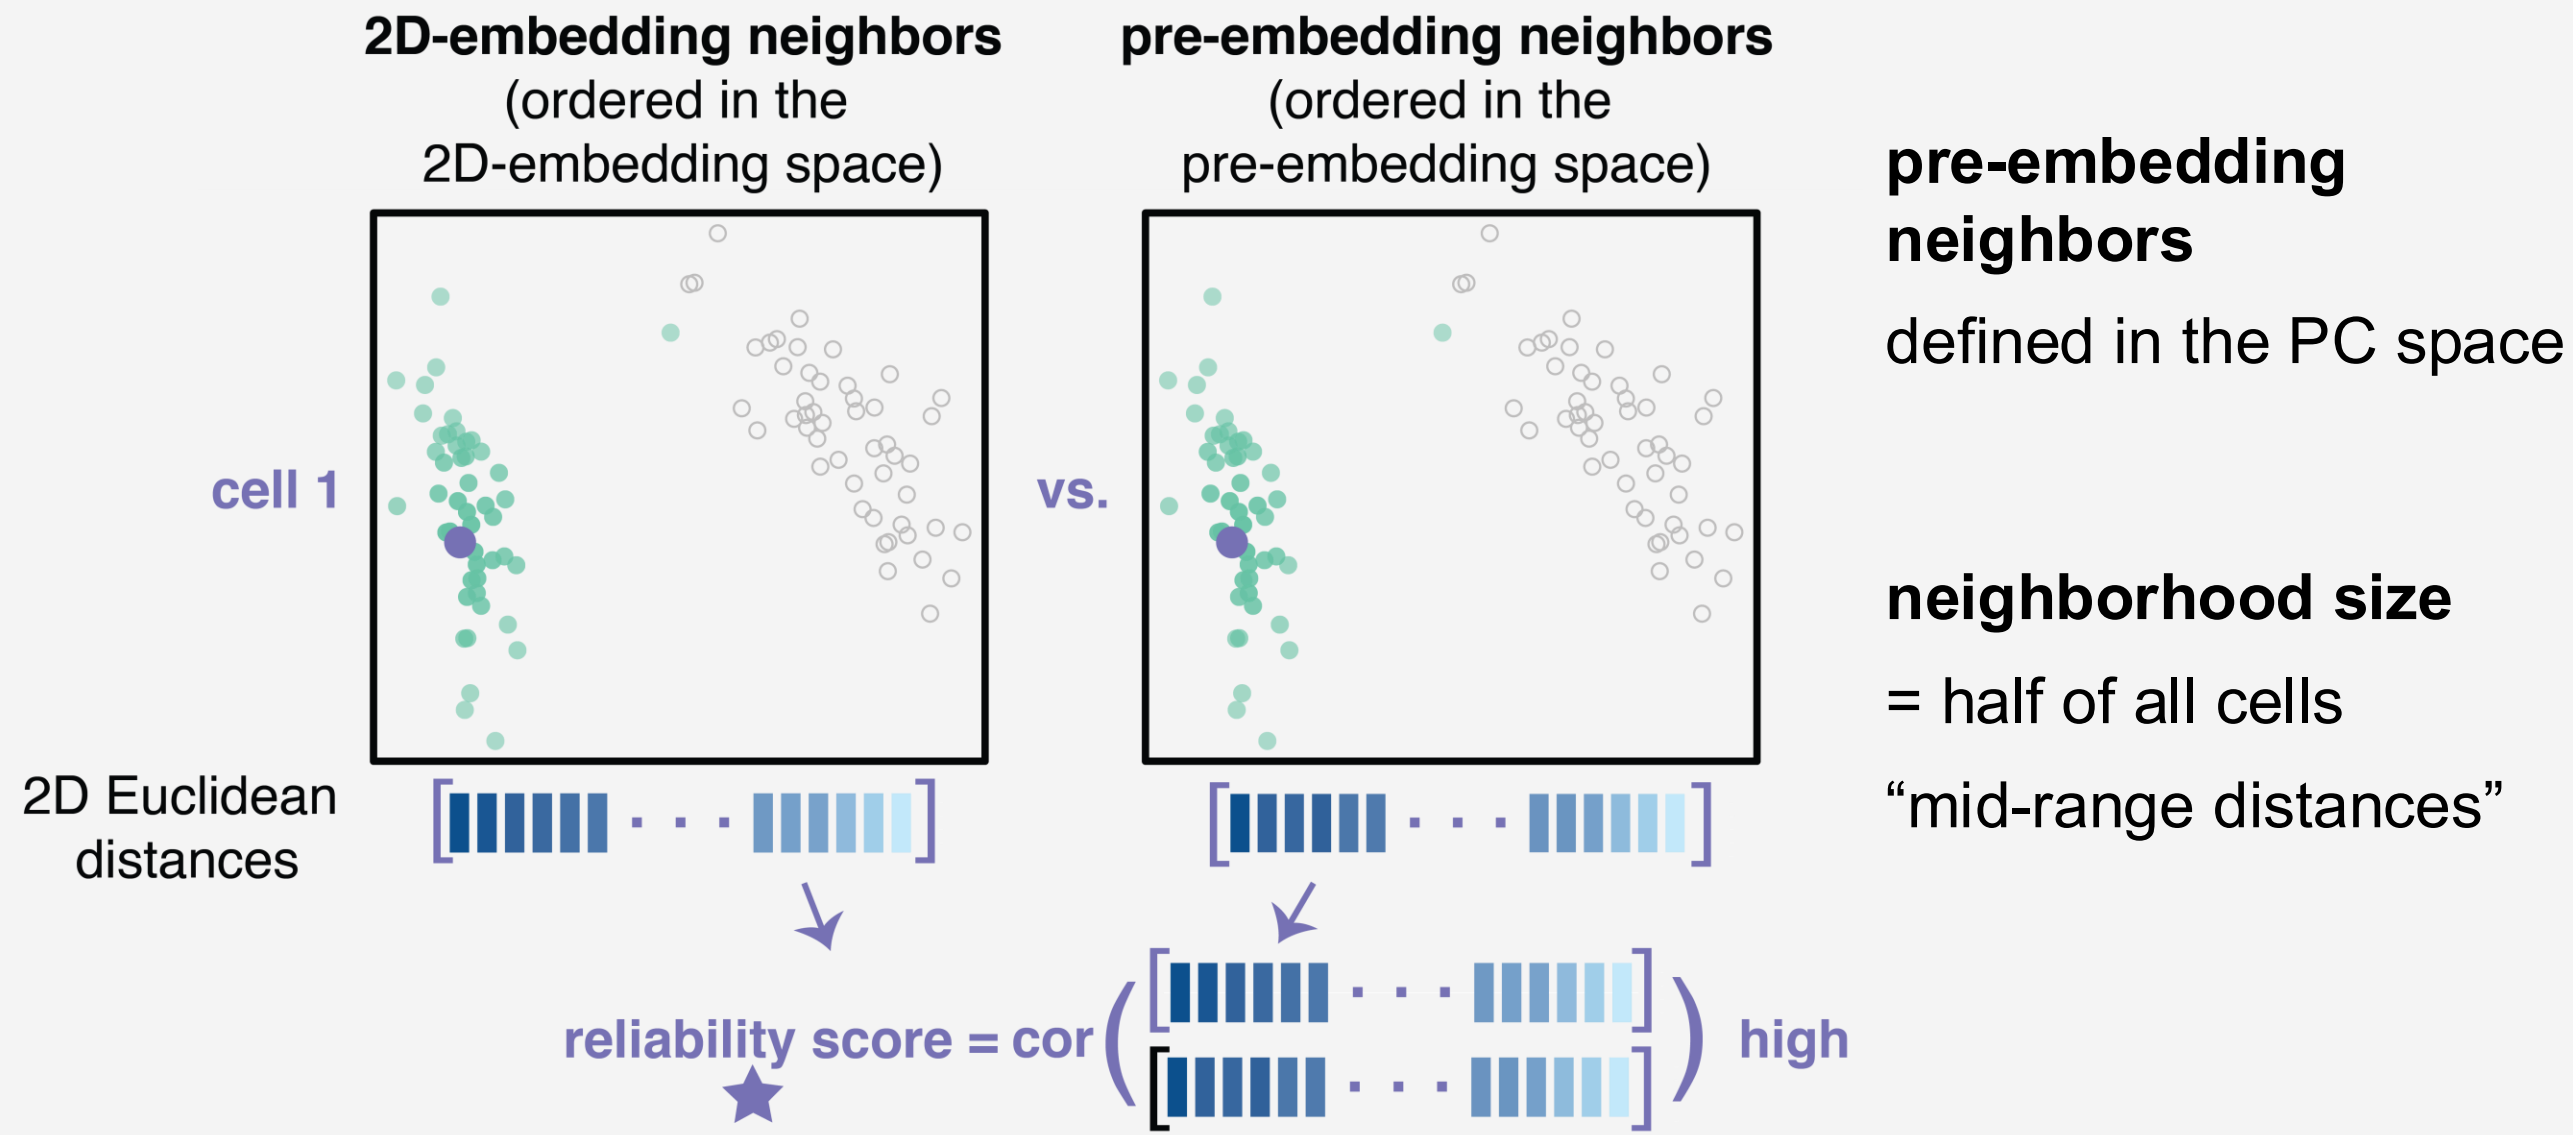 2D-embedding neighbors
(ordered in the
2D-embedding space)
pre-embedding neighbors
(ordered in the
pre-embedding space)
cell 1
vs.
2D Euclidean
distances
[ · · · ]
[ · · · ]
reliability score = cor ( [ · · · ]
[ · · · ] ) high
pre-embedding
neighbors
defined in the PC space
neighborhood size
= half of all cells
“mid-range distances”